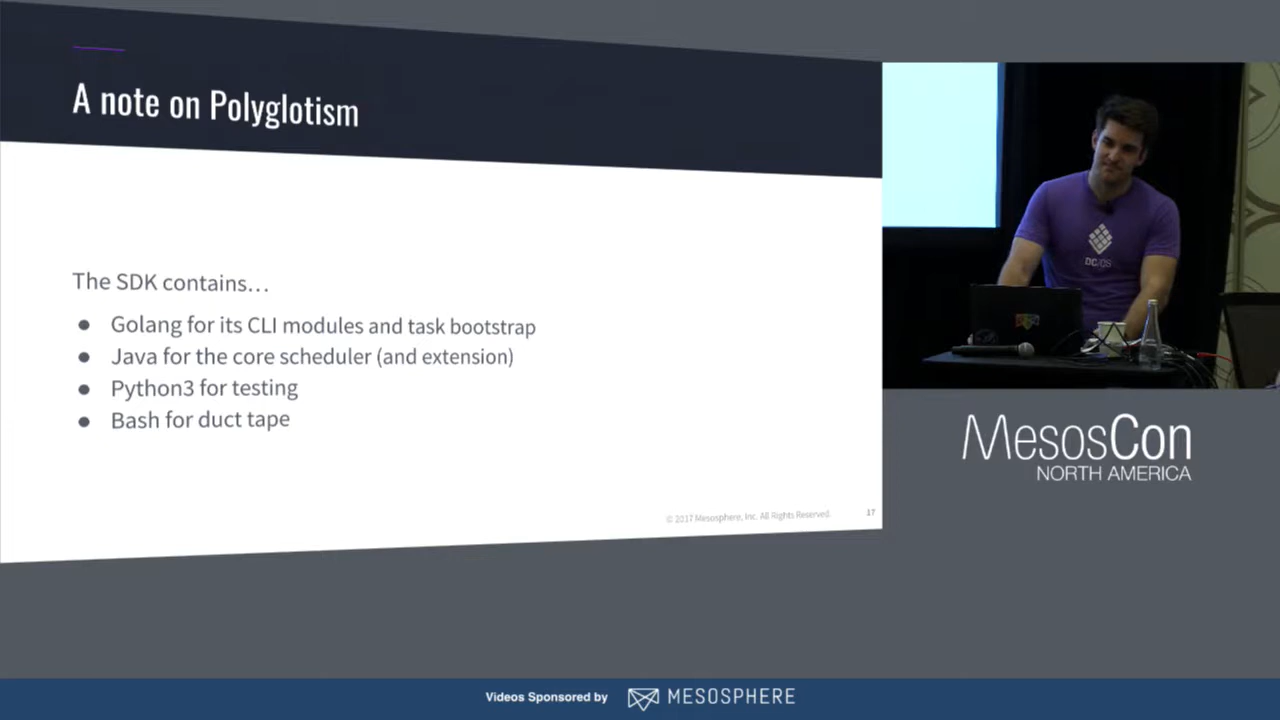 A note on Polyglotism
The SDK contains…
● Golang for its CLI modules and task bootstrap
● Java for the core scheduler (and extension)
● Python3 for testing
● Bash for duct tape
© 2017 Mesosphere, Inc. All Rights Reserved.
17
DC/OS
MesosCon
NORTH AMERICA
Videos Sponsored by
MESOSPHERE